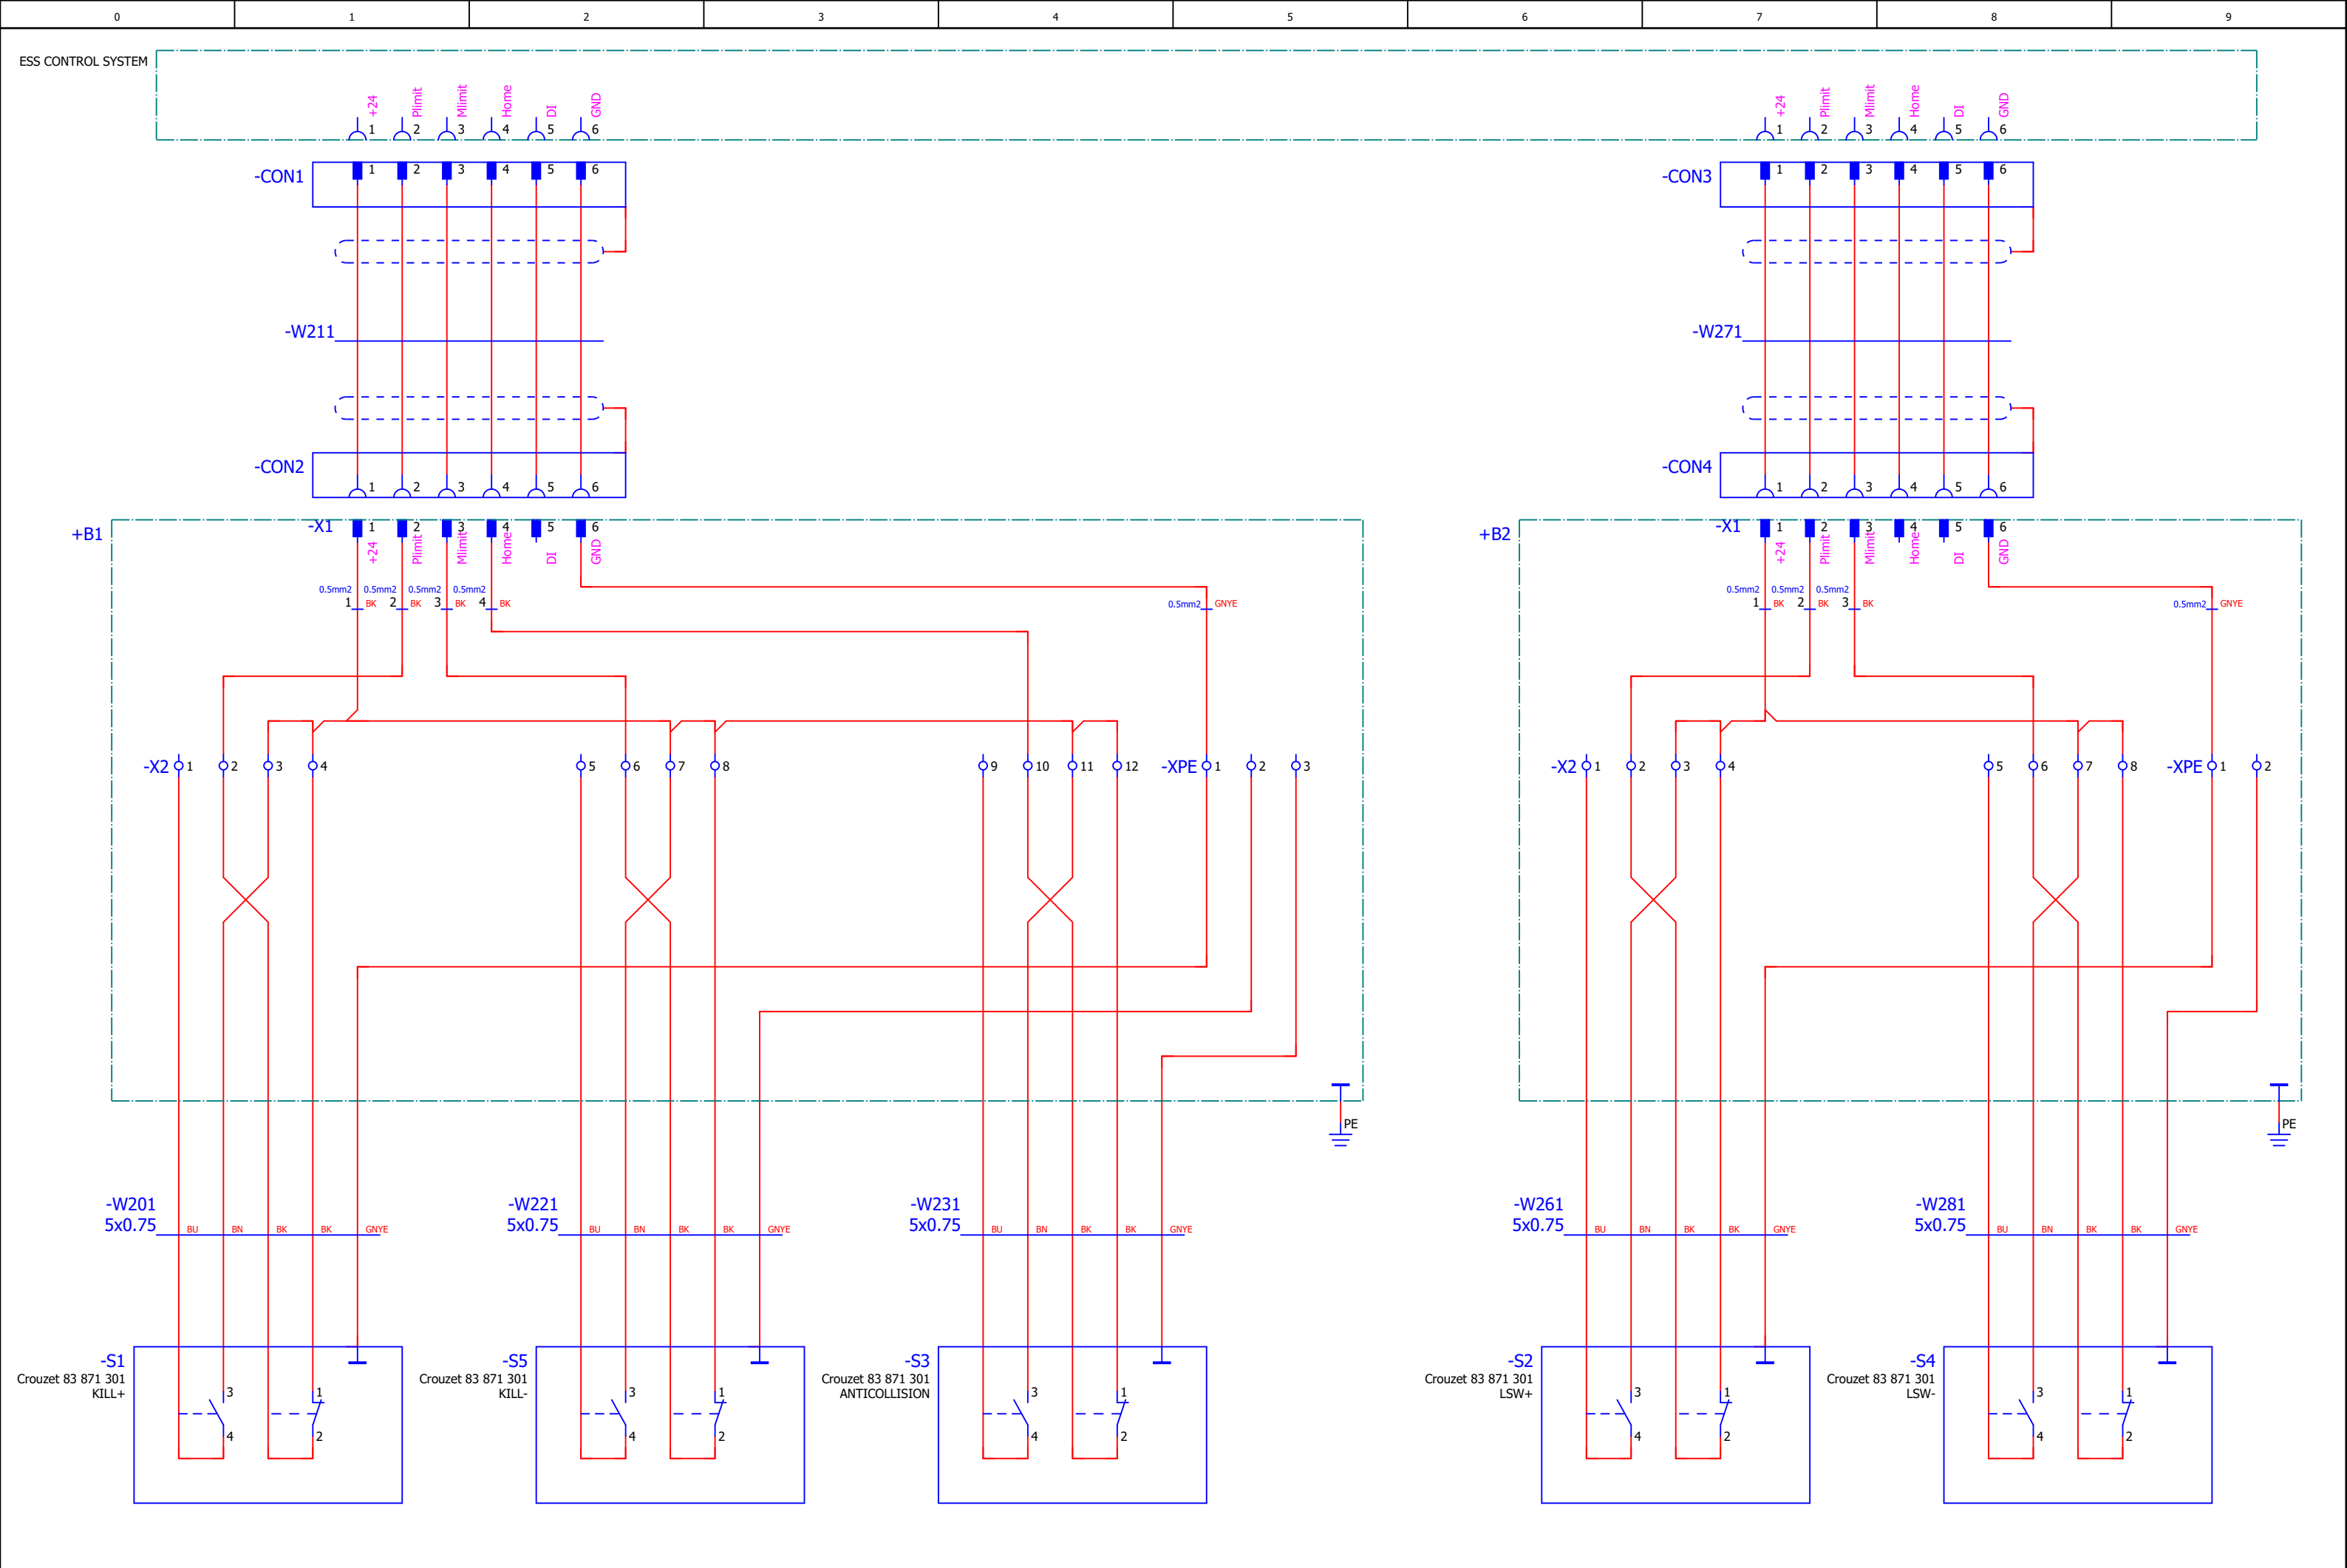 0 1 2 3 4 5 6 7 8 9
ESS CONTROL SYSTEM
+24 Plimit Mlimit Home DI GND
1 2 3 4 5 6
+24 Plimit Mlimit Home DI GND
1 2 3 4 5 6
-CON1 1 2 3 4 5 6
-CON3 1 2 3 4 5 6
-W211
-W271
-CON2 1 2 3 4 5 6
-CON4 1 2 3 4 5 6
+B1
-X1 1 2 3 4 5 6
+24 Plimit Mlimit Home DI GND
+B2
-X1 1 2 3 4 5 6
+24 Plimit Mlimit Home DI GND
0.5mm2 0.5mm2 0.5mm2 0.5mm2
1 BK 2 BK 3 BK 4 BK
0.5mm2 GNYE
0.5mm2 0.5mm2 0.5mm2
1 BK 2 BK 3 BK
0.5mm2 GNYE
-X2 1 2 3 4 5 6 7 8 9 10 11 12
-XPE 1 2 3
-X2 1 2 3 4 5 6 7 8
-XPE 1 2
PE
PE
-W201
5x0.75
BU BN BK BK GNYE
-W221
5x0.75
BU BN BK BK GNYE
-W231
5x0.75
BU BN BK BK GNYE
-W261
5x0.75
BU BN BK BK GNYE
-W281
5x0.75
BU BN BK BK GNYE
-S1
Crouzet 83 871 301
KILL+
3 1
4 2
-S5
Crouzet 83 871 301
KILL-
3 1
4 2
-S3
Crouzet 83 871 301
ANTICOLLISION
3 1
4 2
-S2
Crouzet 83 871 301
LSW+
3 1
4 2
-S4
Crouzet 83 871 301
LSW-
3 1
4 2